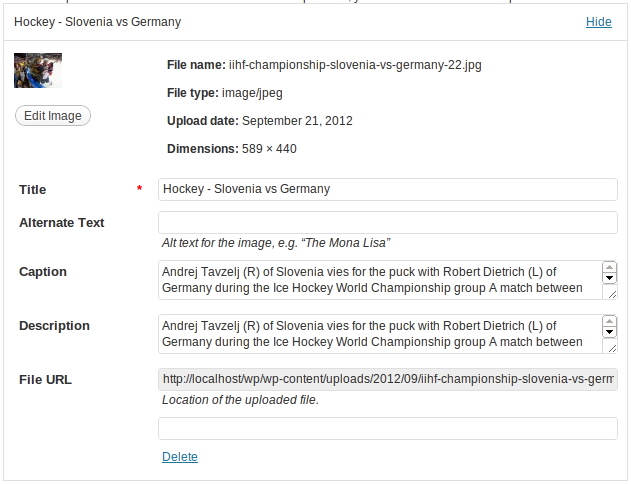 Hockey - Slovenia vs Germany
Hide
File name: iihf-championship-slovenia-vs-germany-22.jpg
File type: image/jpeg
Edit Image
Upload date: September 21, 2012
Dimensions: 589 × 440
Title * Hockey - Slovenia vs Germany
Alternate Text
Alt text for the image, e.g. “The Mona Lisa”
Caption
Andrej Tavzelj (R) of Slovenia vies for the puck with Robert Dietrich (L) of
Germany during the Ice Hockey World Championship group A match between
Description
Andrej Tavzelj (R) of Slovenia vies for the puck with Robert Dietrich (L) of
Germany during the Ice Hockey World Championship group A match between
File URL
http://localhost/wp/wp-content/uploads/2012/09/iihf-championship-slovenia-vs-germ
Location of the uploaded file.
Delete